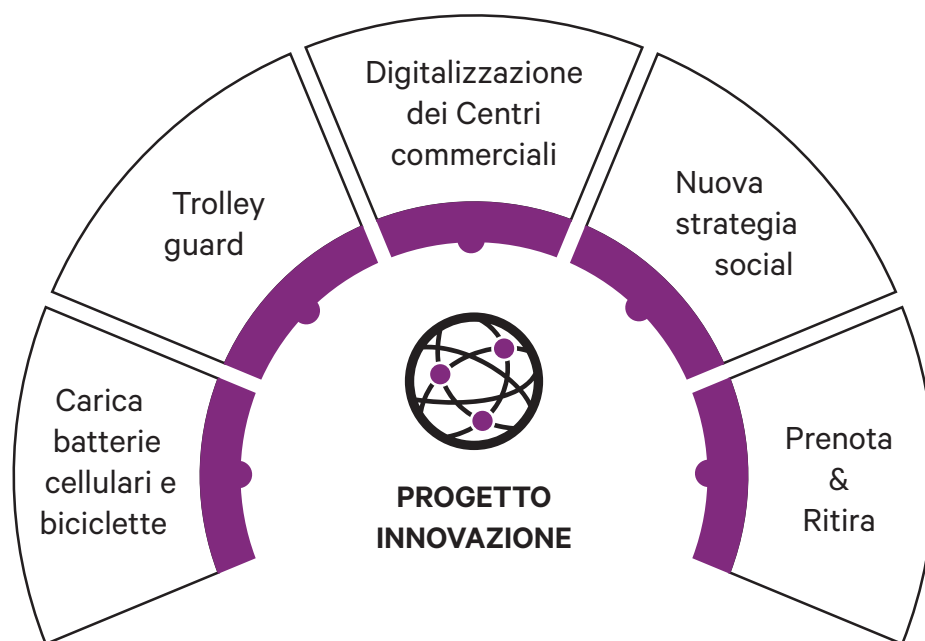 Carica
batterie
cellulari e
biciclette
Trolley
guard
Digitalizzazione
dei Centri
commerciali
Nuova
strategia
social
Prenota
&
Ritira
PROGETTO
INNOVAZIONE